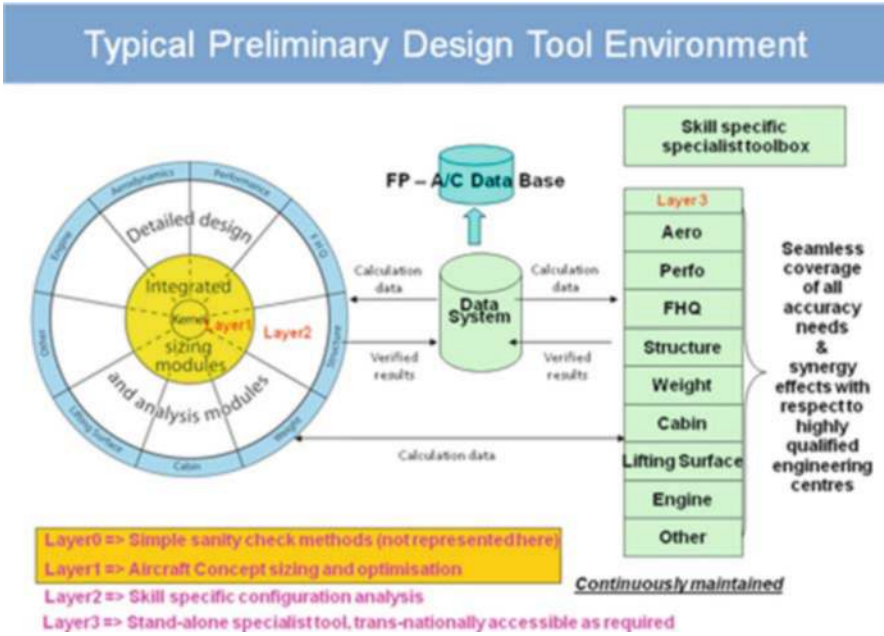 Typical Preliminary Design Tool Environment
Skill specific
specialist toolbox
FP – A/C Data Base
Aerodynamics
Performance
FHQ
Structure
Weight
Cabin
Lifting Surface
Other
Engine
Detailed design
and analysis modules
Integrated
sizing modules
Kernel
Layer1
Layer2
Calculation
data
Calculation
data
Data
System
Verified
results
Verified
results
Calculation data
Layer 3
Aero
Perfo
FHQ
Structure
Weight
Cabin
Lifting Surface
Engine
Other
Seamless
coverage
of all
accuracy
needs
&
synergy
effects with
respect to
highly
qualified
engineering
centres
Continuously maintained
Layer0 => Simple sanity check methods (not represented here)
Layer1 => Aircraft Concept sizing and optimisation
Layer2 => Skill specific configuration analysis
Layer3 => Stand-alone specialist tool, trans-nationally accessible as required